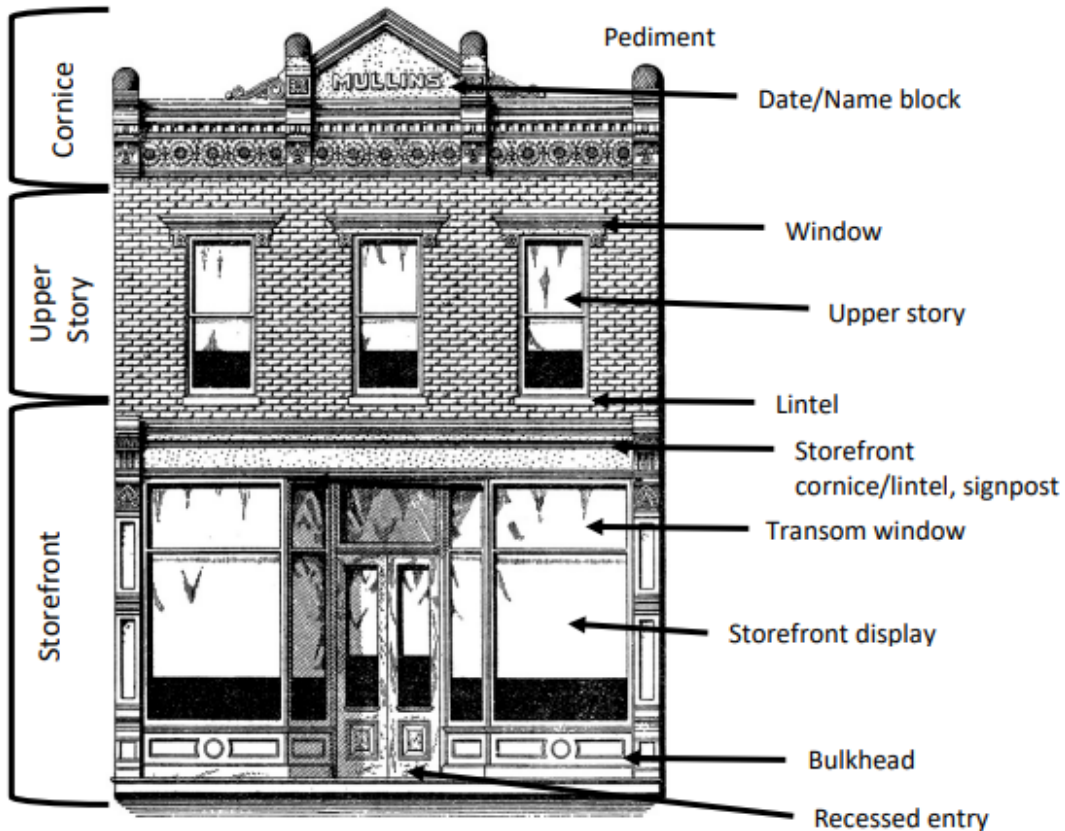 Cornice
Pediment
MULLINS
Date/Name block
Upper
Story
Window
Upper story
Lintel
Storefront
Storefront
cornice/lintel, signpost
Transom window
Storefront display
Bulkhead
Recessed entry